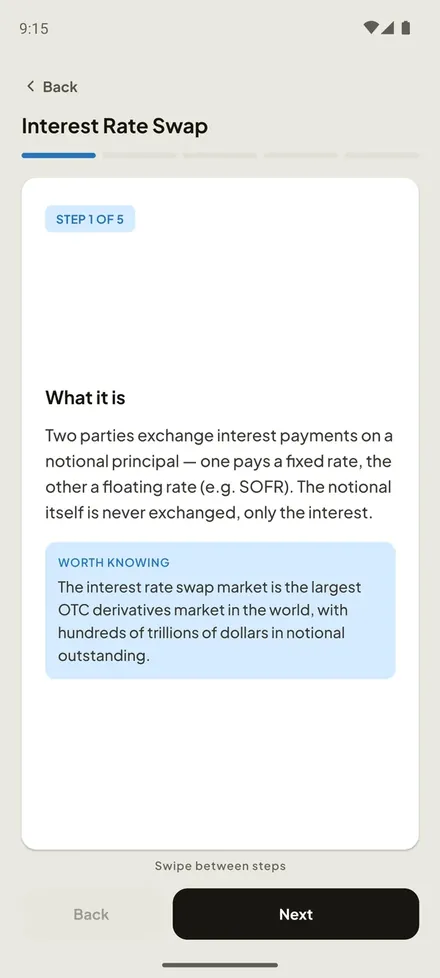 9:15
Back
Interest Rate Swap
STEP 1 OF 5
What it is
Two parties exchange interest payments on a
notional principal — one pays a fixed rate, the
other a floating rate (e.g. SOFR). The notional
itself is never exchanged, only the interest.
WORTH KNOWING
The interest rate swap market is the largest
OTC derivatives market in the world, with
hundreds of trillions of dollars in notional
outstanding.
Swipe between steps
Back
Next